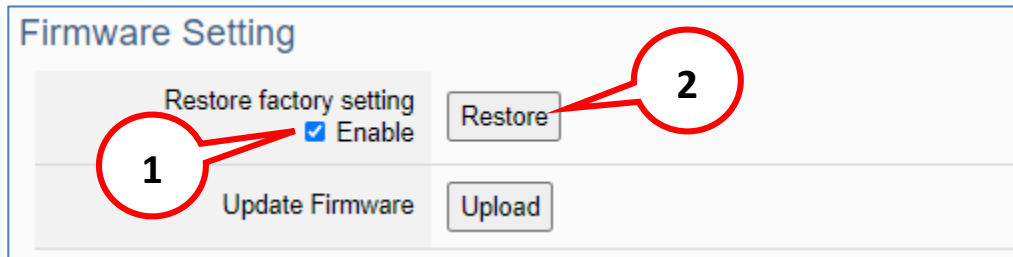 Firmware Setting
Restore factory setting
Enable
Restore
2
1
Update Firmware
Upload